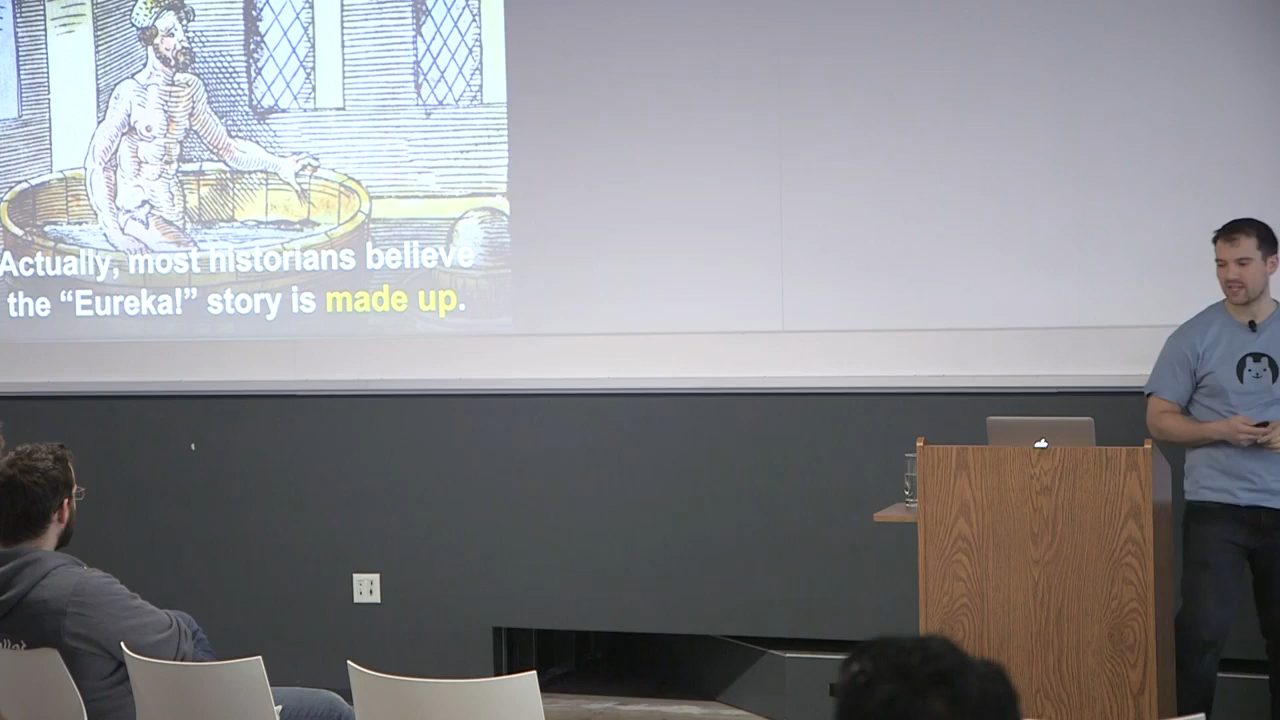 Actually, most historians believe
the “Eureka!” story is made up.